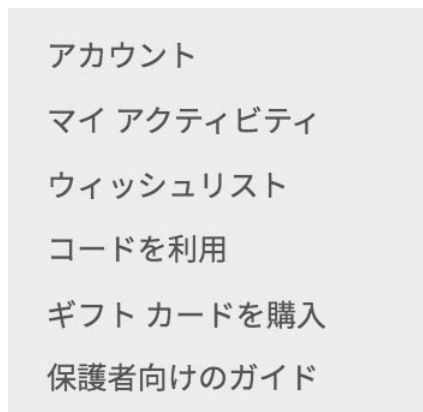 アカウント
マイ アクティビティ
ウィッシュリスト
コードを利用
ギフト カードを購入
保護者向けのガイド